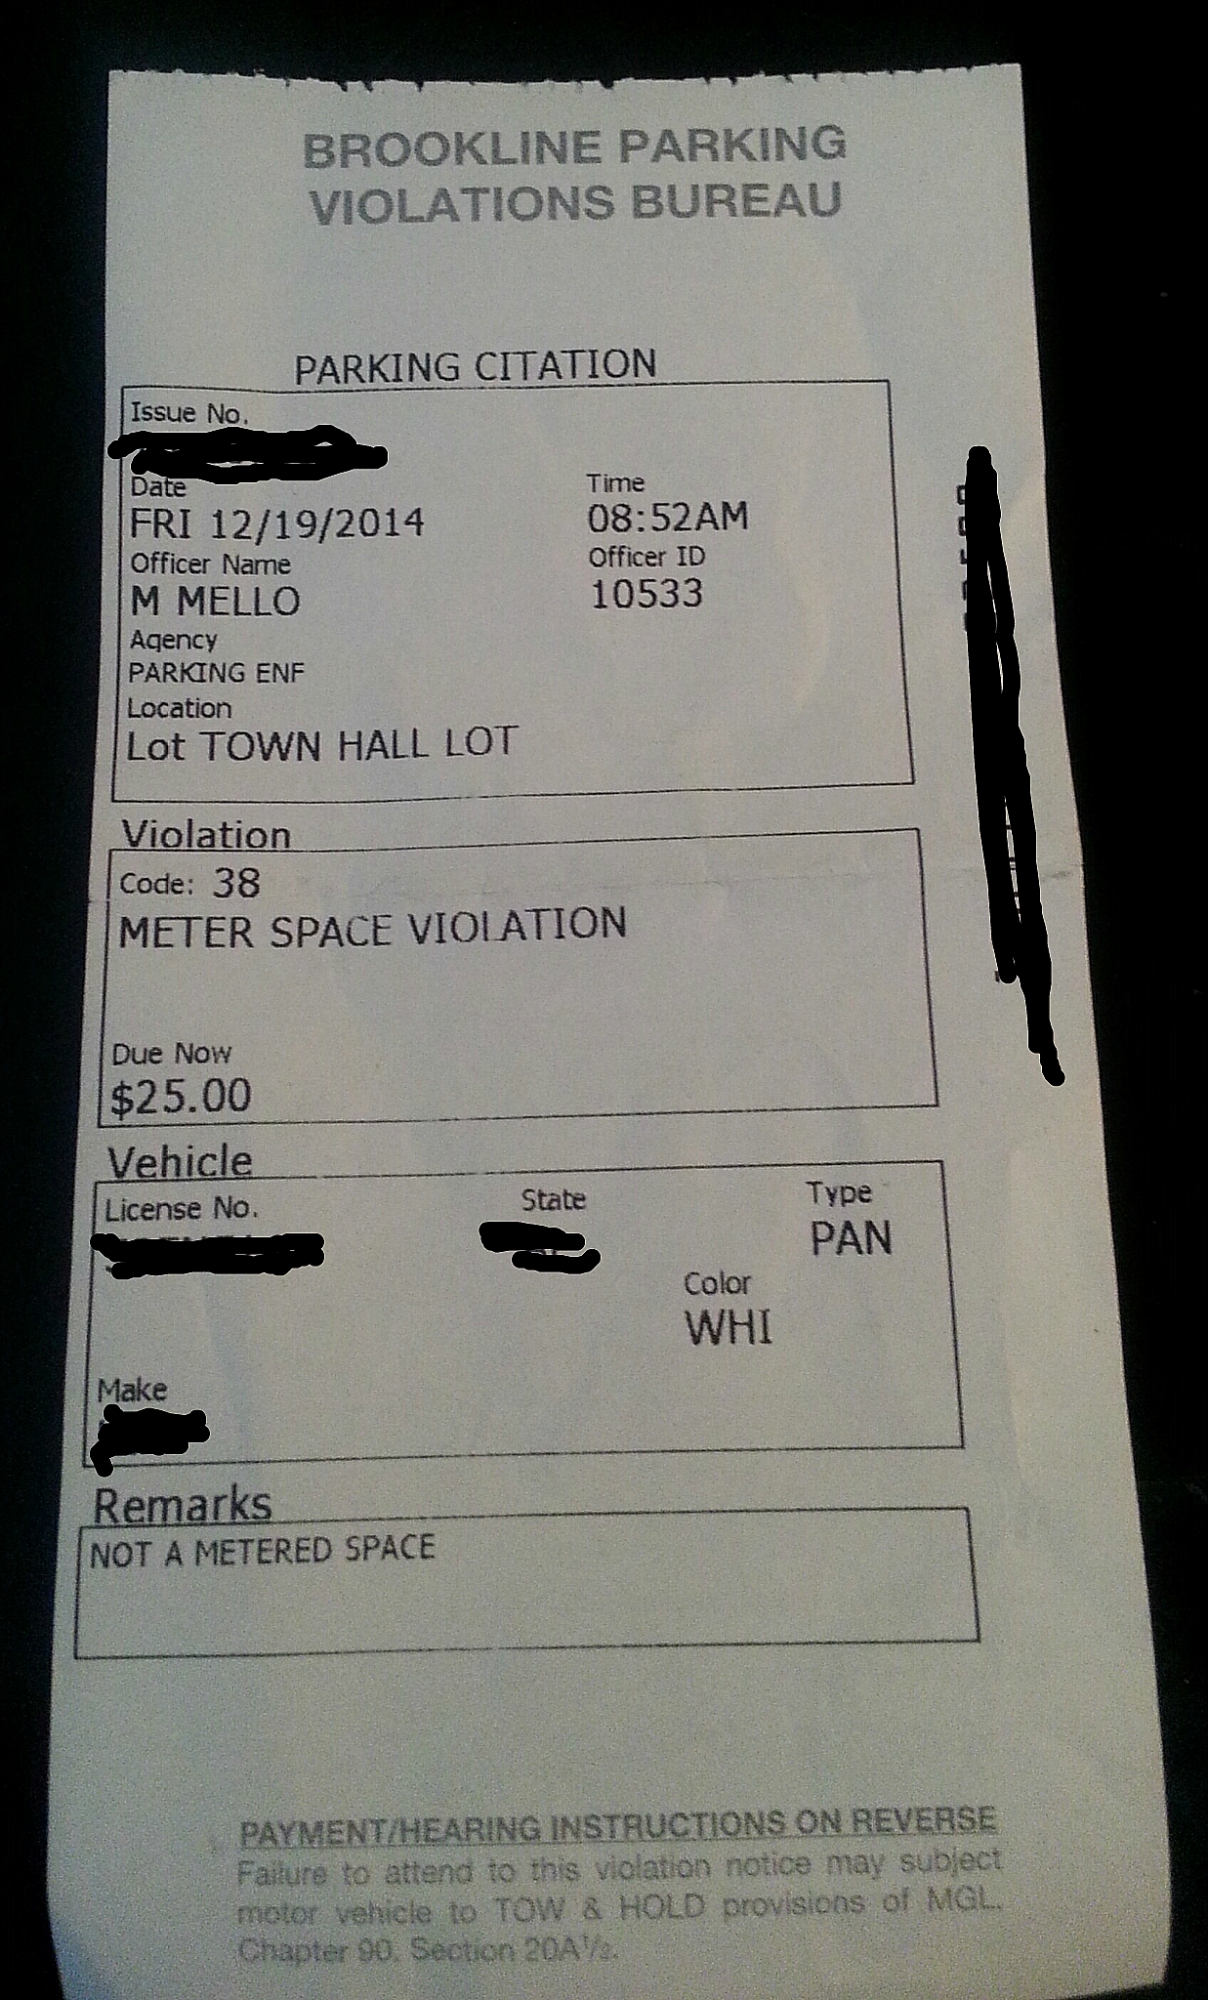 BROOKLINE PARKING
VIOLATIONS BUREAU
PARKING CITATION
Issue No.
Date
FRI 12/19/2014
Time
08:52AM
Officer Name
M MELLO
Officer ID
10533
Agency
PARKING ENF
Location
Lot TOWN HALL LOT
Violation
Code: 38
METER SPACE VIOLATION
Due Now
$25.00
Vehicle
License No.
State
Type
PAN
Color
WHI
Make
Remarks
NOT A METERED SPACE
PAYMENT/HEARING INSTRUCTIONS ON REVERSE
Failure to attend to this violation notice may subject
motor vehicle to TOW & HOLD provisions of MGL.
Chapter 90. Section 20A½.